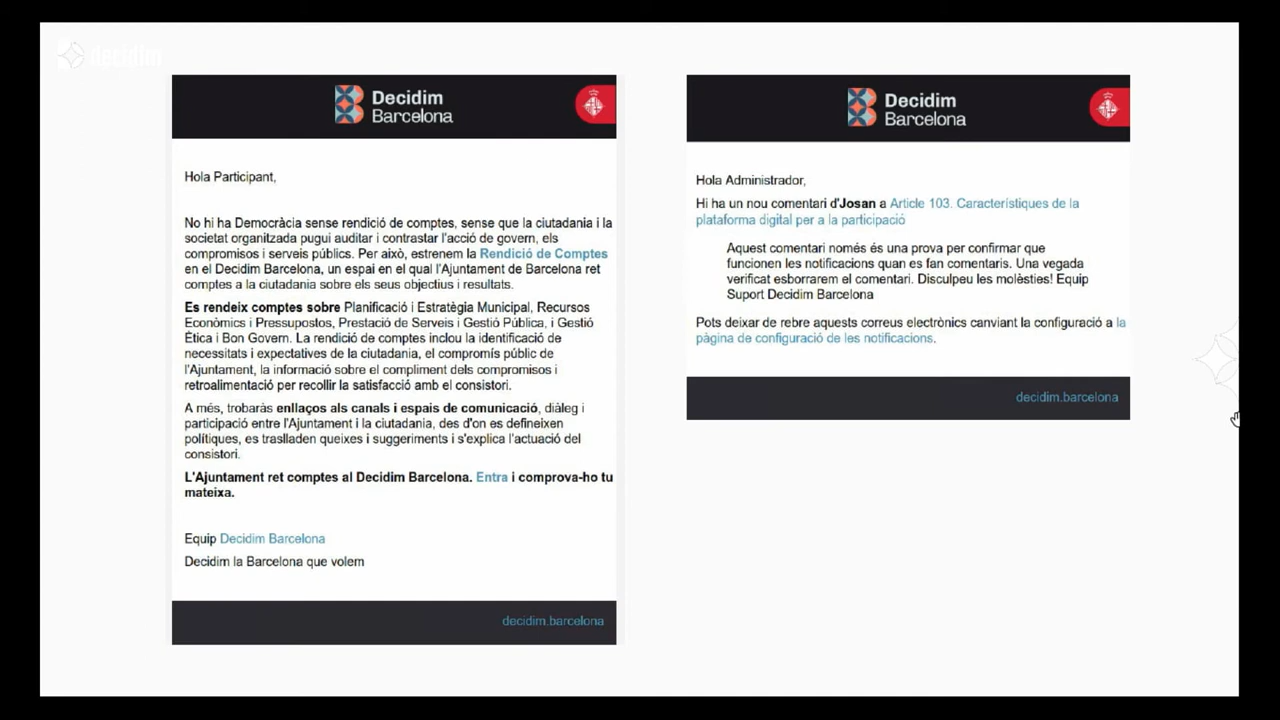 decidim
Decidim
Barcelona
Hola Participant,
No hi ha Democràcia sense rendició de comptes, sense que la ciutadania i la
societat organitzada pugui auditar i contrastar l'acció de govern, els
compromisos i serveis públics. Per això, estrenem la Rendició de Comptes
en el Decidim Barcelona, un espai en el qual l'Ajuntament de Barcelona ret
comptes a la ciutadania sobre els seus objectius i resultats.
Es rendeix comptes sobre Planificació i Estratègia Municipal, Recursos
Econòmics i Pressupostos, Prestació de Serveis i Gestió Pública, i Gestió
Ètica i Bon Govern. La rendició de comptes inclou la identificació de
necessitats i expectatives de la ciutadania, el compromís públic de
l'Ajuntament, la informació sobre el compliment dels compromisos i
retroalimentació per recollir la satisfacció amb el consistori.
A més, trobaràs enllaços als canals i espais de comunicació, diàleg i
participació entre l'Ajuntament i la ciutadania, des d'on es defineixen
polítiques, es traslladen queixes i suggeriments i s'explica l'actuació del
consistori.
L'Ajuntament ret comptes al Decidim Barcelona. Entra i comprova-ho tu
mateixa.
Equip Decidim Barcelona
Decidim la Barcelona que volem
decidim.barcelona
Decidim
Barcelona
Hola Administrador,
Hi ha un nou comentari d'Josan a Article 103. Característiques de la
plataforma digital per a la participació
Aquest comentari només és una prova per confirmar que
funcionen les notificacions quan es fan comentaris. Una vegada
verificat esborrarem el comentari. Disculpeu les molèsties! Equip
Suport Decidim Barcelona
Pots deixar de rebre aquests correus electrònics canviant la configuració a la
pàgina de configuració de les notificacions.
decidim.barcelona